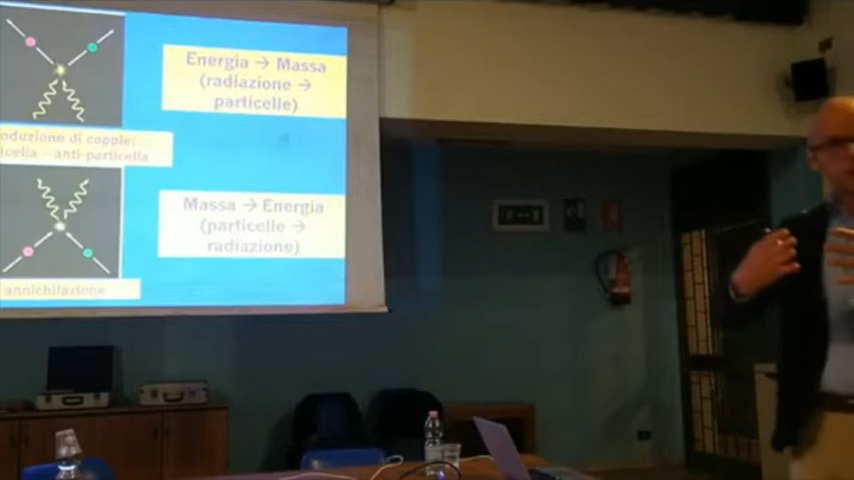 Energia → Massa
(radiazione →
particelle)
oduzione di coppie:
icella – anti-particella
Massa → Energia
(particelle →
radiazione)
annichilazione